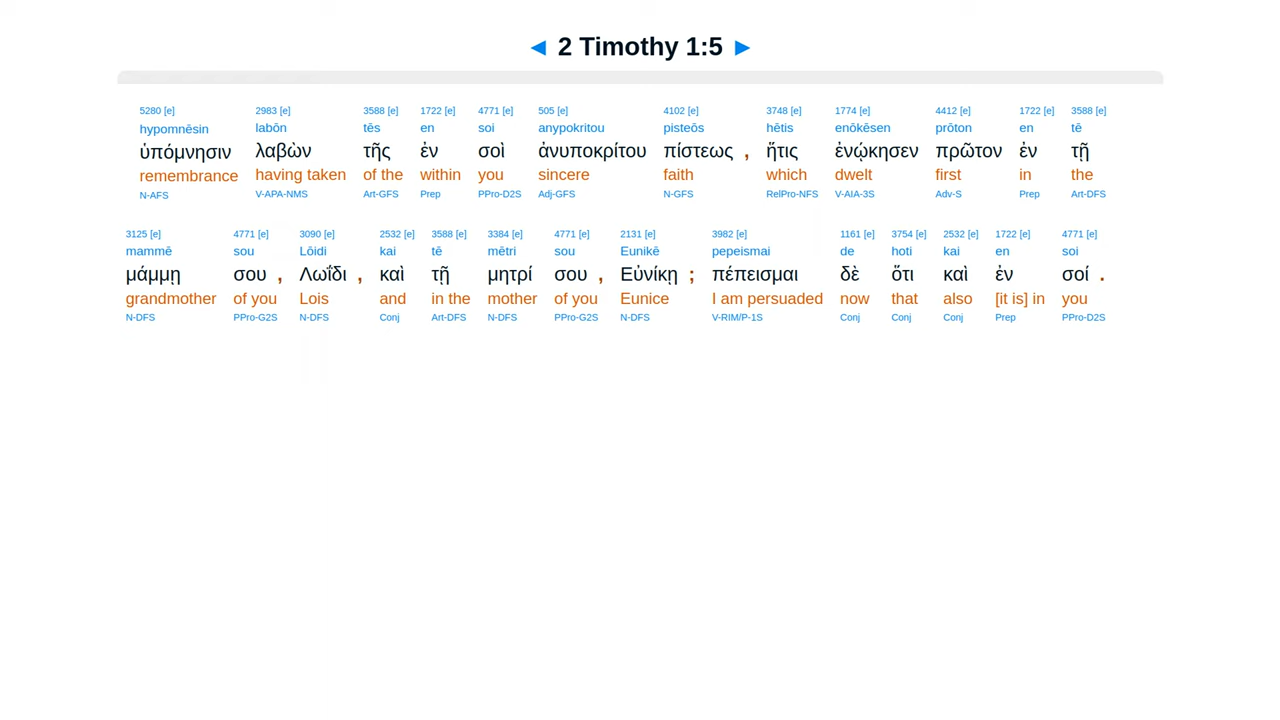 ◄ 2 Timothy 1:5 ►
5280 [e] 2983 [e] 3588 [e] 1722 [e] 4771 [e] 505 [e] 4102 [e] 3748 [e] 1774 [e] 4412 [e] 1722 [e] 3588 [e]
hypomnēsin labōn tēs en soi anypokritou pisteōs hētis enōkēsen prōton en tē
ὑπόμνησιν λαβὼν τῆς ἐν σοὶ ἀνυποκρίτου πίστεως , ἥτις ἐνῴκησεν πρῶτον ἐν τῇ
remembrance having taken of the within you sincere faith which dwelt first in the
N-AFS V-APA-NMS Art-GFS Prep PPro-D2S Adj-GFS N-GFS RelPro-NFS V-AIA-3S Adv-S Prep Art-DFS
3125 [e] 4771 [e] 3090 [e] 2532 [e] 3588 [e] 3384 [e] 4771 [e] 2131 [e] 3982 [e] 1161 [e] 3754 [e] 2532 [e] 1722 [e] 4771 [e]
mammē sou Lōidi kai tē mētri sou Eunikē pepeismai de hoti kai en soi
μάμμῃ σου , Λωΐδι , καὶ τῇ μητρί σου , Εὐνίκῃ ; πέπεισμαι δὲ ὅτι καὶ ἐν σοί .
grandmother of you Lois and in the mother of you Eunice I am persuaded now that also [it is] in you
N-DFS PPro-G2S N-DFS Conj Art-DFS N-DFS PPro-G2S N-DFS V-RIM/P-1S Conj Conj Conj Prep PPro-D2S